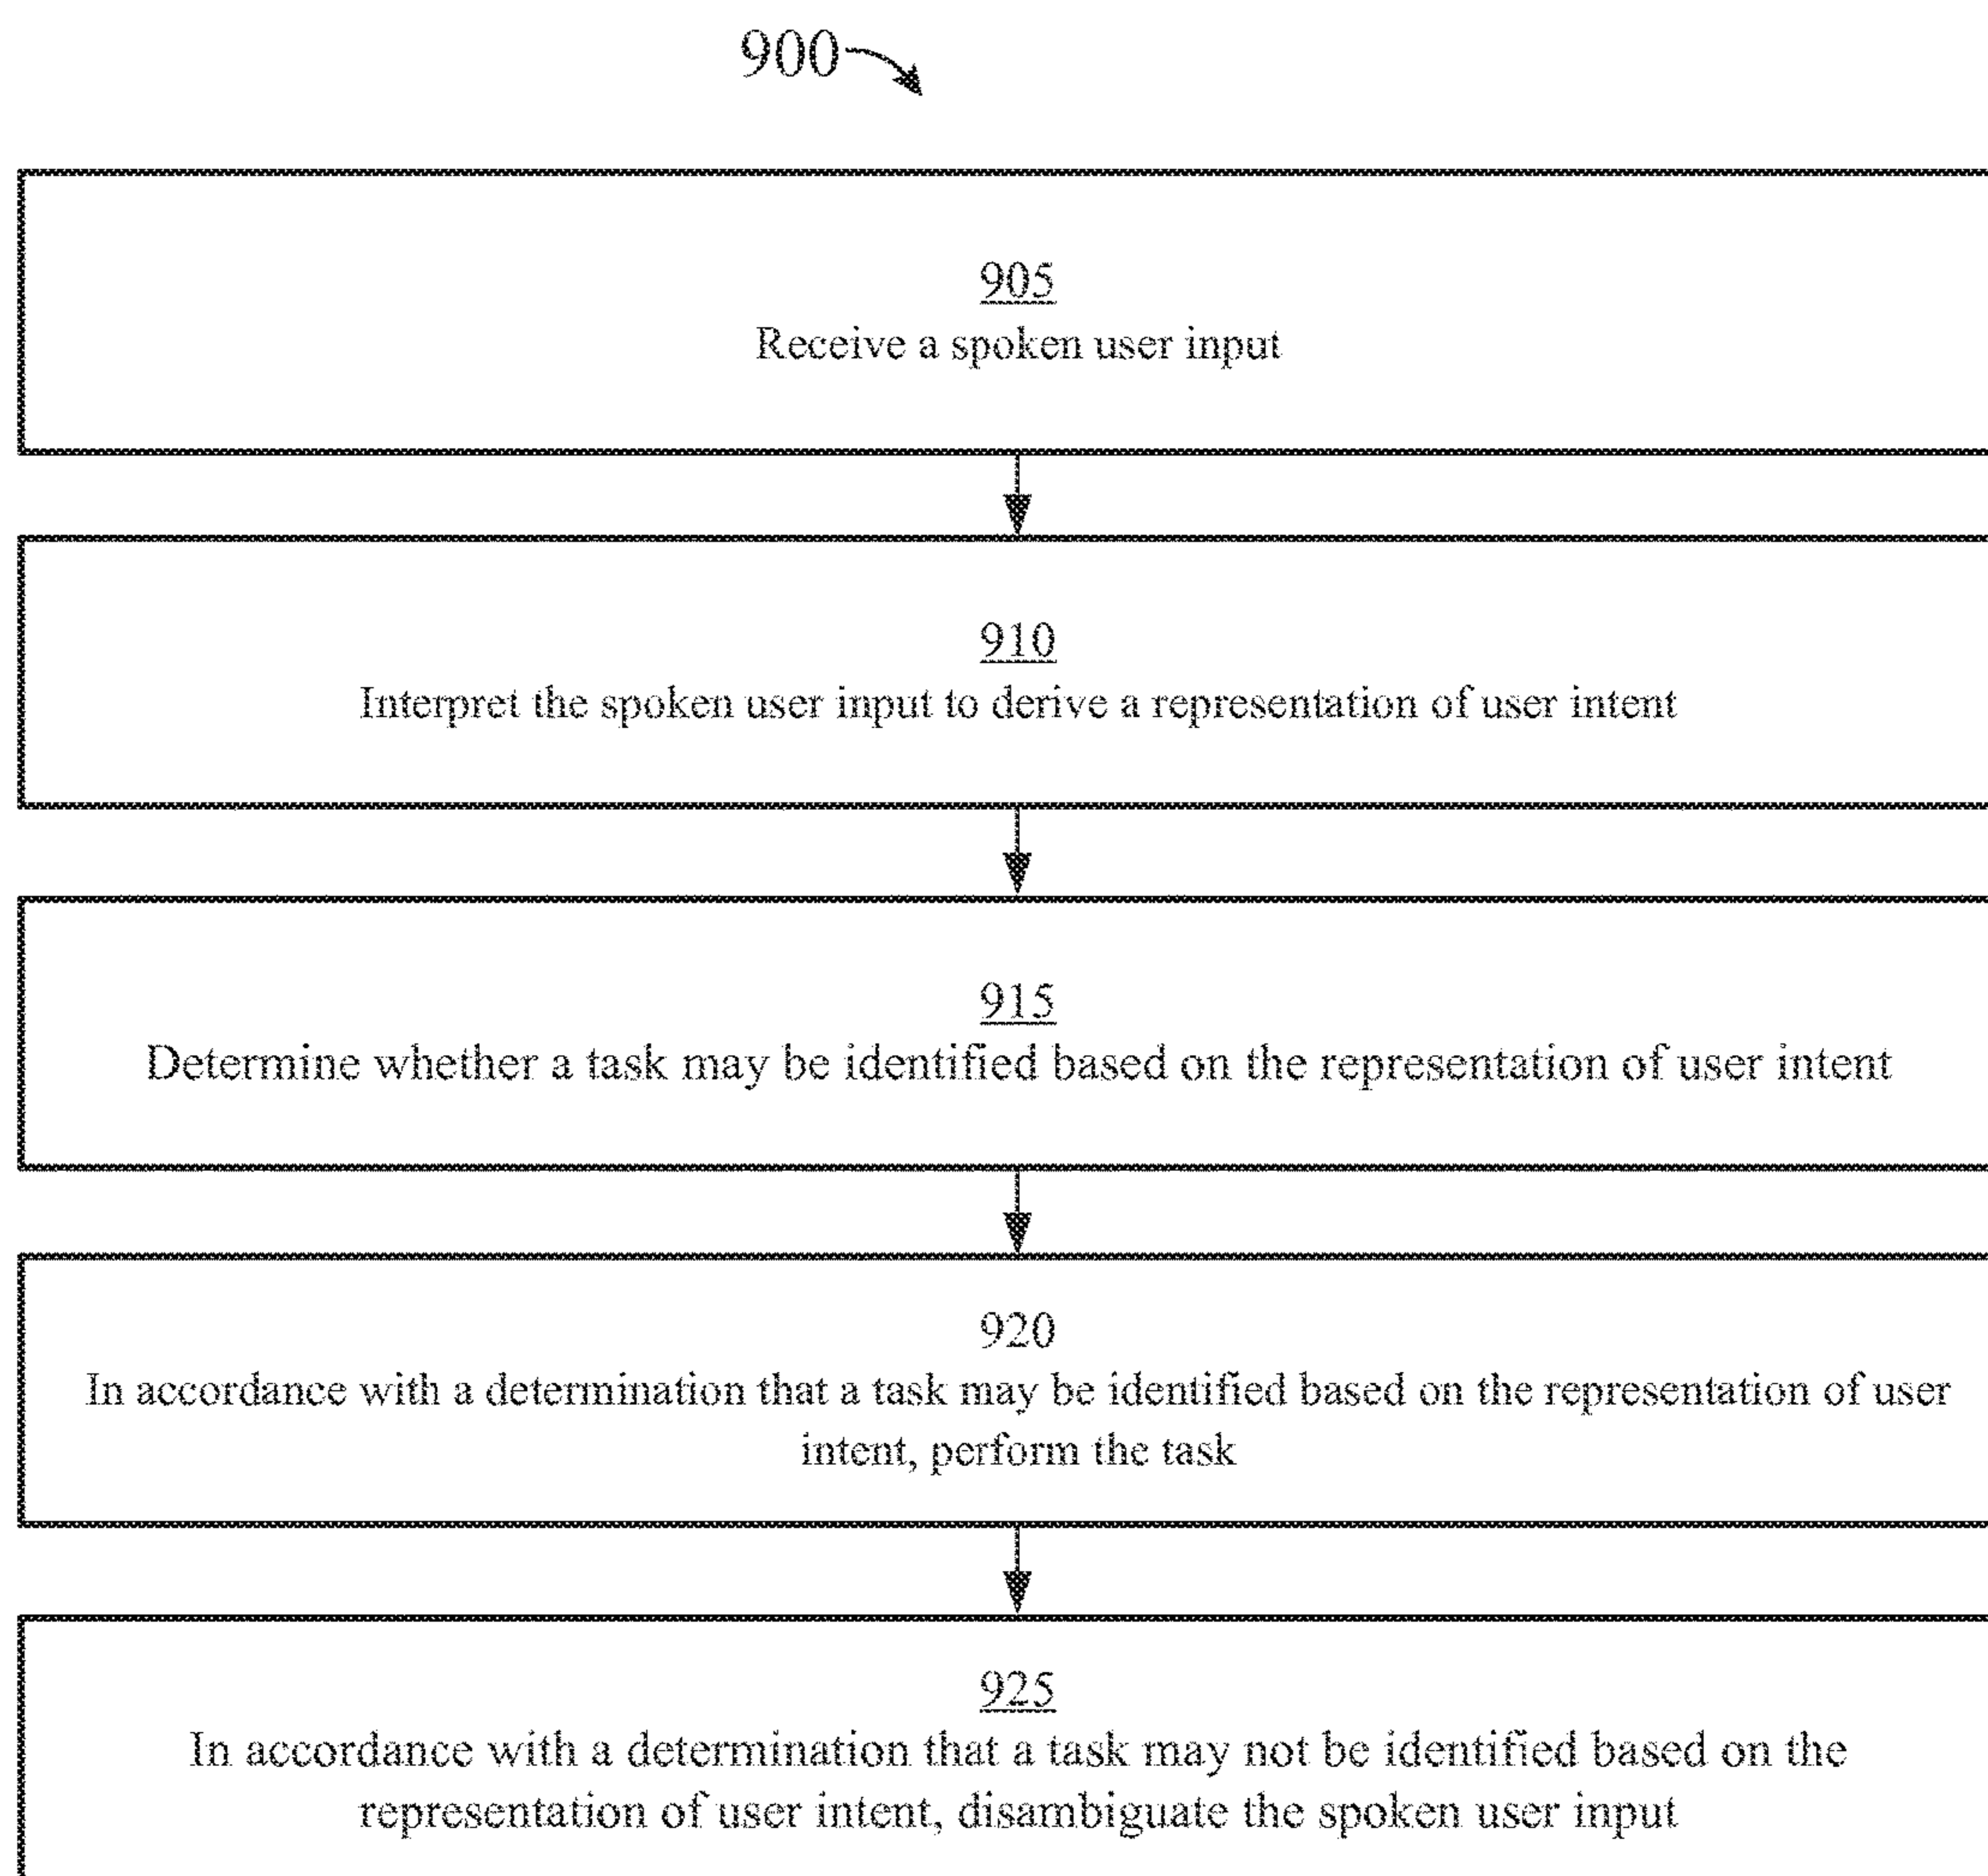 900
905
Receive a spoken user input
910
Interpret the spoken user input to derive a representation of user intent
915
Determine whether a task may be identified based on the representation of user intent
920
In accordance with a determination that a task may be identified based on the representation of user
intent, perform the task
925
In accordance with a determination that a task may not be identified based on the
representation of user intent, disambiguate the spoken user input